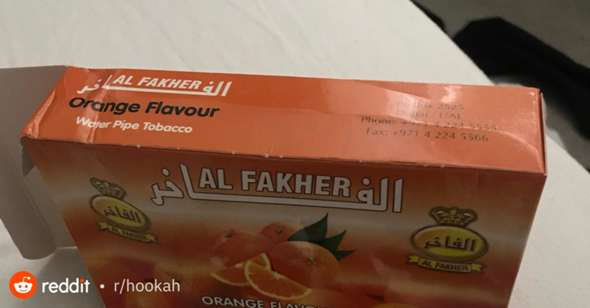 الفاخر AL FAKHER
Orange Flavour
Water Pipe Tobacco
Fax: +971 4 224 5566
الفاخر AL FAKHER
الفاخر
AL FAKHER
الفاخر
AL FAKHER
ORANGE
reddit • r/hookah